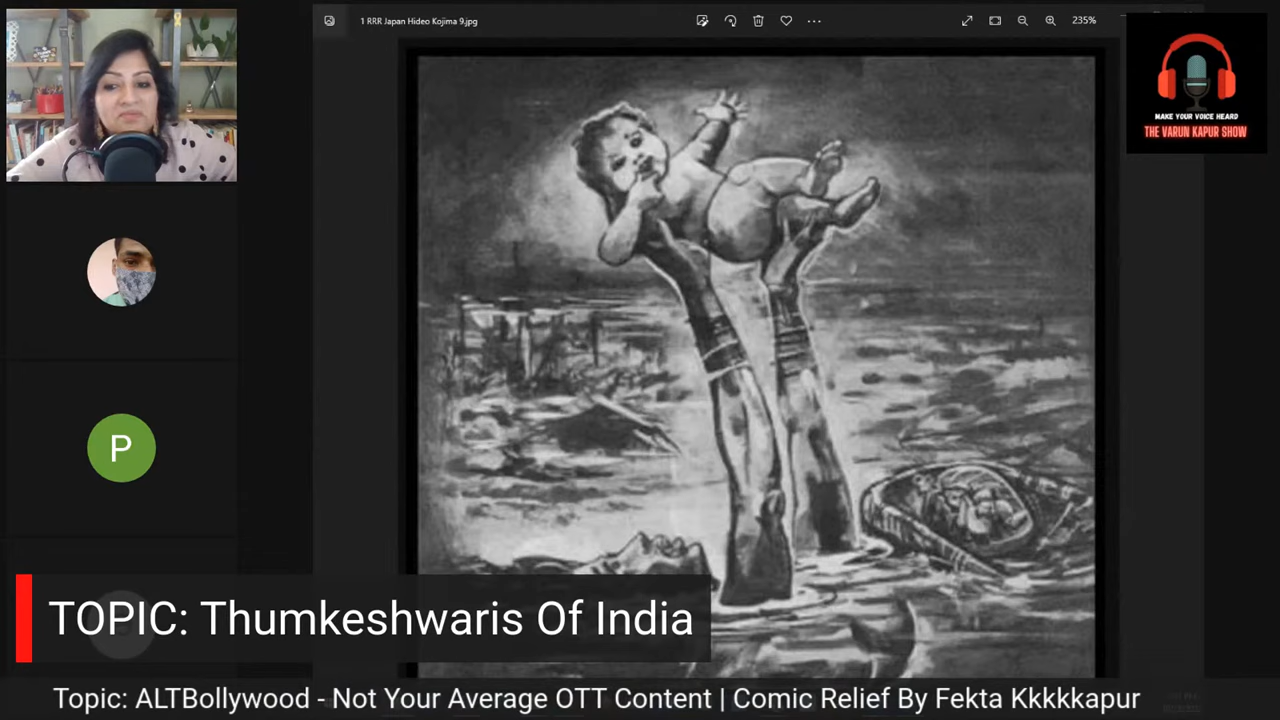 1 RRR Japan Hideo Kojima 9.jpg
235%
MAKE YOUR VOICE HEARD
THE VARUN KAPUR SHOW
P
TOPIC: Thumkeshwaris Of India
Topic: ALTBollywood - Not Your Average OTT Content | Comic Relief By Fekta Kkkkkapur